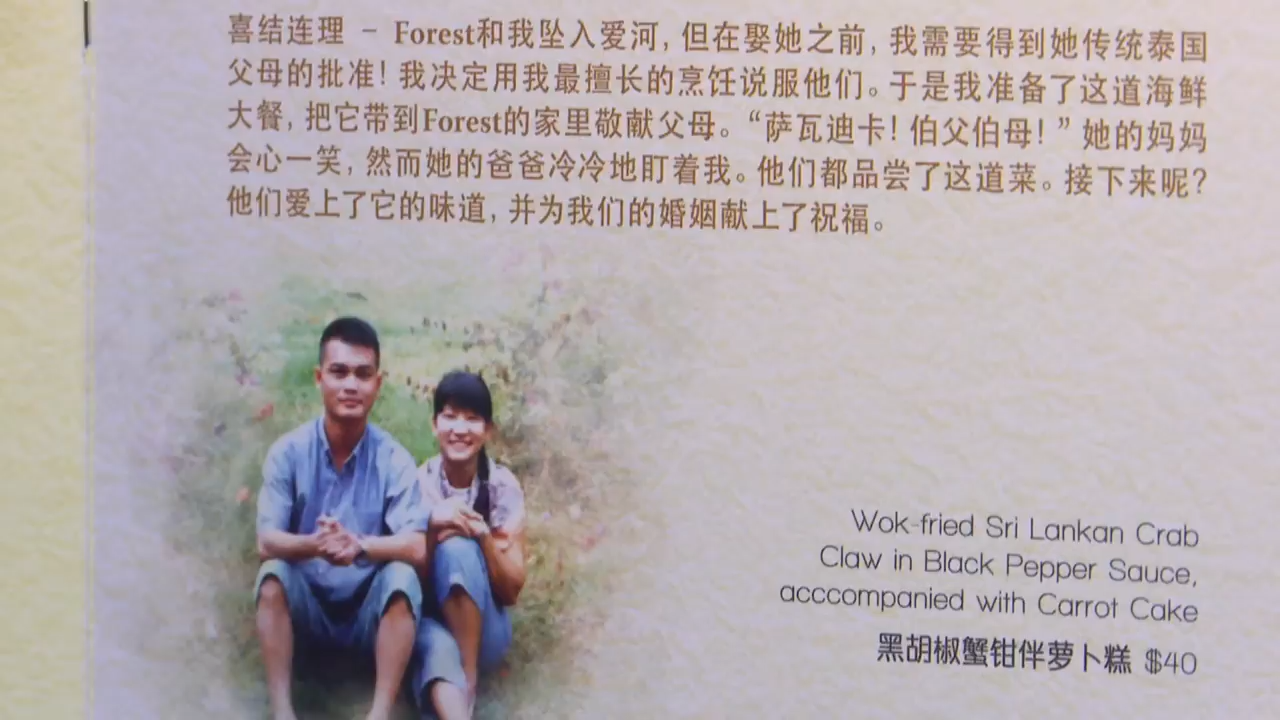 喜结连理 - Forest和我坠入爱河, 但在娶她之前, 我需要得到她传统泰国
父母的批准! 我决定用我最擅长的烹饪说服他们。于是我准备了这道海鲜
大餐, 把它带到Forest的家里敬献父母。“萨瓦迪卡! 伯父伯母! ” 她的妈妈
会心一笑, 然而她的爸爸冷冷地盯着我。他们都品尝了这道菜。接下来呢?
他们爱上了它的味道, 并为我们的婚姻献上了祝福。
Wok-fried Sri Lankan Crab
Claw in Black Pepper Sauce,
acccompanied with Carrot Cake
黑胡椒蟹钳伴萝卜糕 $40